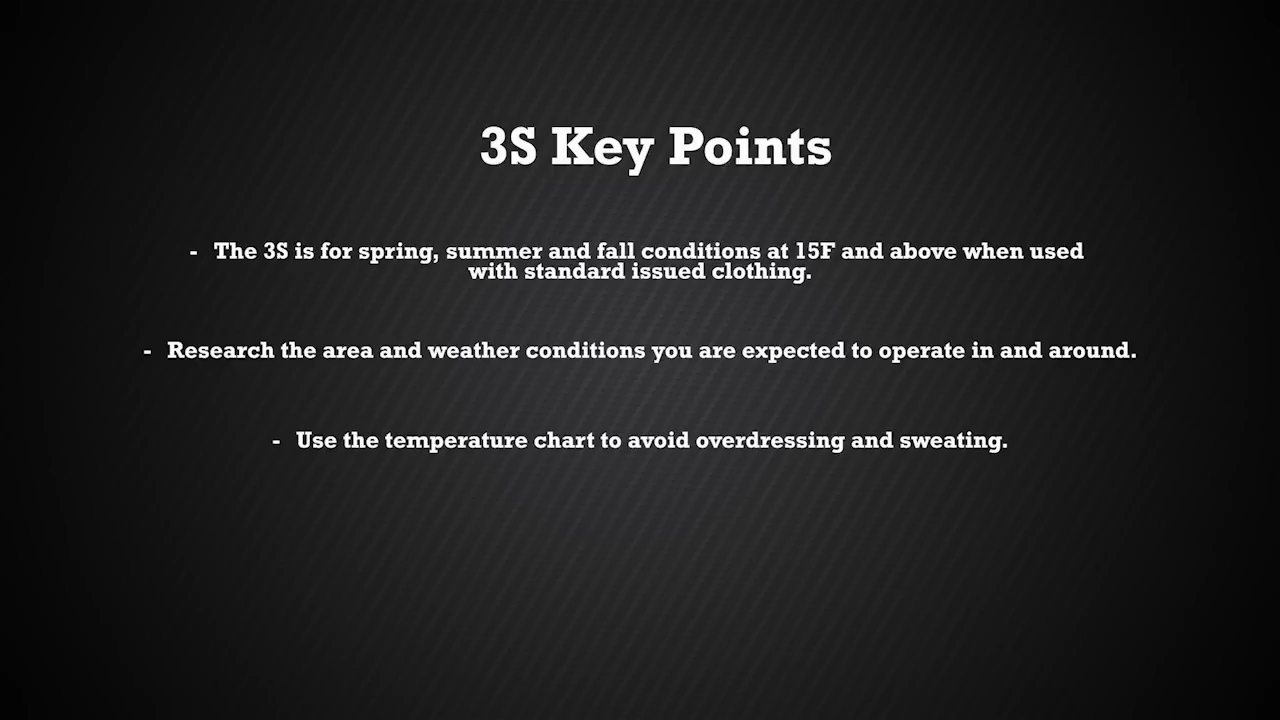 3S Key Points
- The 3S is for spring, summer and fall conditions at 15F and above when used
with standard issued clothing.
- Research the area and weather conditions you are expected to operate in and around.
- Use the temperature chart to avoid overdressing and sweating.